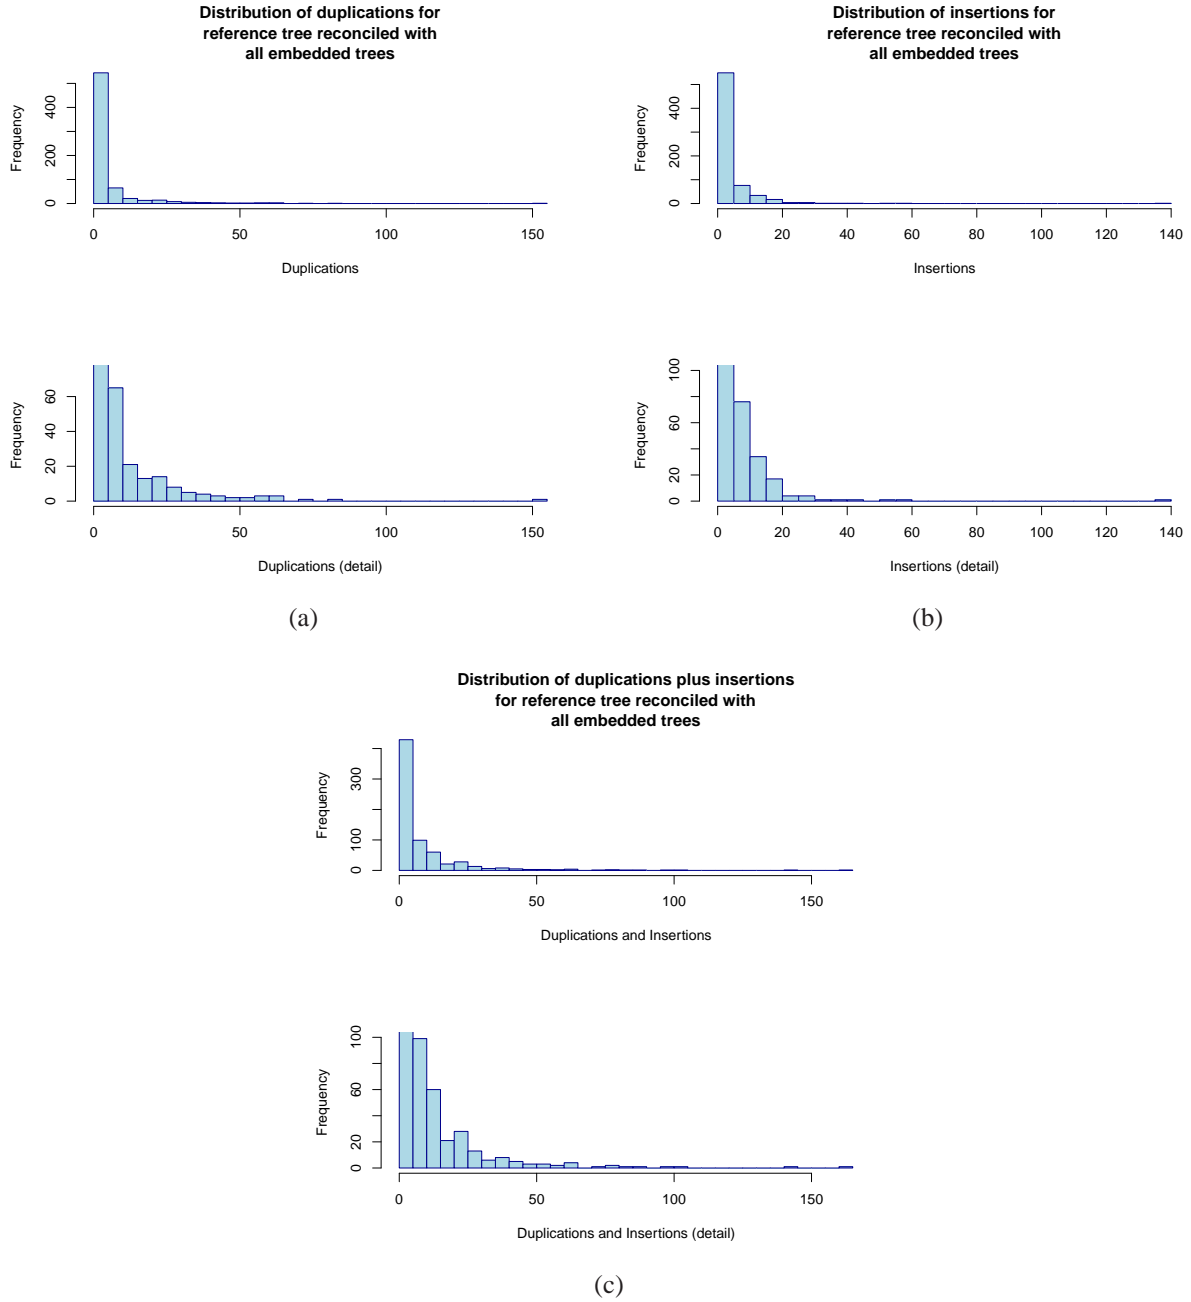 Distribution of duplications for
reference tree reconciled with
all embedded trees
Frequency
0
200
400
0
50
100
150
Duplications
Frequency
0
20
40
60
0
50
100
150
Duplications (detail)
(a)
Distribution of insertions for
reference tree reconciled with
all embedded trees
Frequency
0
200
400
0
20
40
60
80
100
120
140
Insertions
Frequency
0
20
60
100
0
20
40
60
80
100
120
140
Insertions (detail)
(b)
Distribution of duplications plus insertions
for reference tree reconciled with
all embedded trees
Frequency
0
100
300
0
50
100
150
Duplications and Insertions
Frequency
0
20
60
100
0
50
100
150
Duplications and Insertions (detail)
(c)